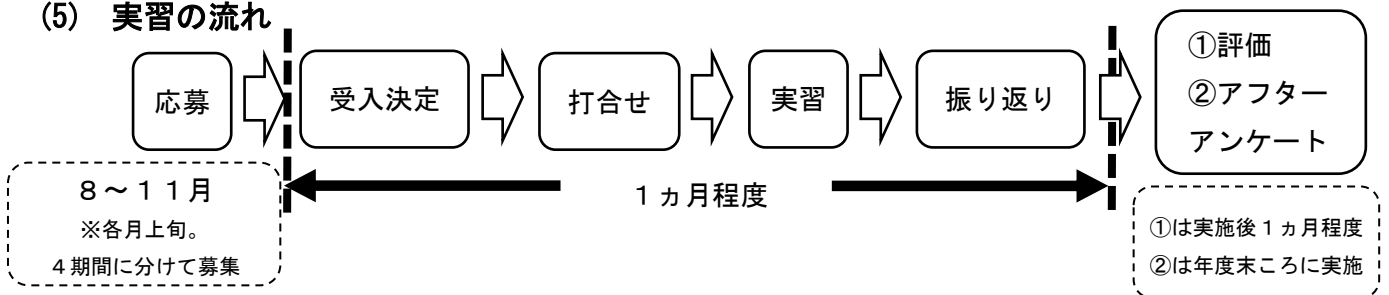 (5) 実習の流れ
応募
受入決定
打合せ
実習
振り返り
①評価
②アフター
アンケート
8～11月
※各月上旬。
4期間に分けて募集
1ヵ月程度
①は実施後1ヵ月程度
②は年度末ころに実施